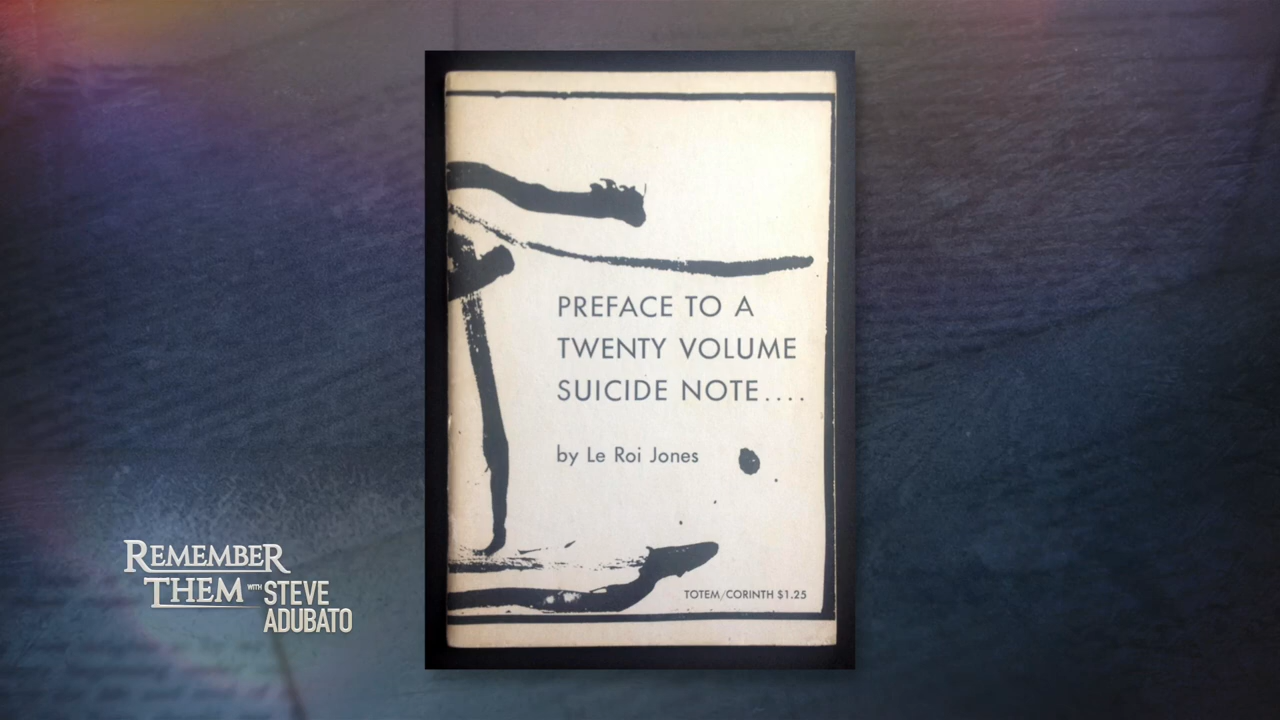 PREFACE TO A
TWENTY VOLUME
SUICIDE NOTE....
by Le Roi Jones
TOTEM/CORINTH $1.25
REMEMBER
THEM WITH STEVE
ADUBATO